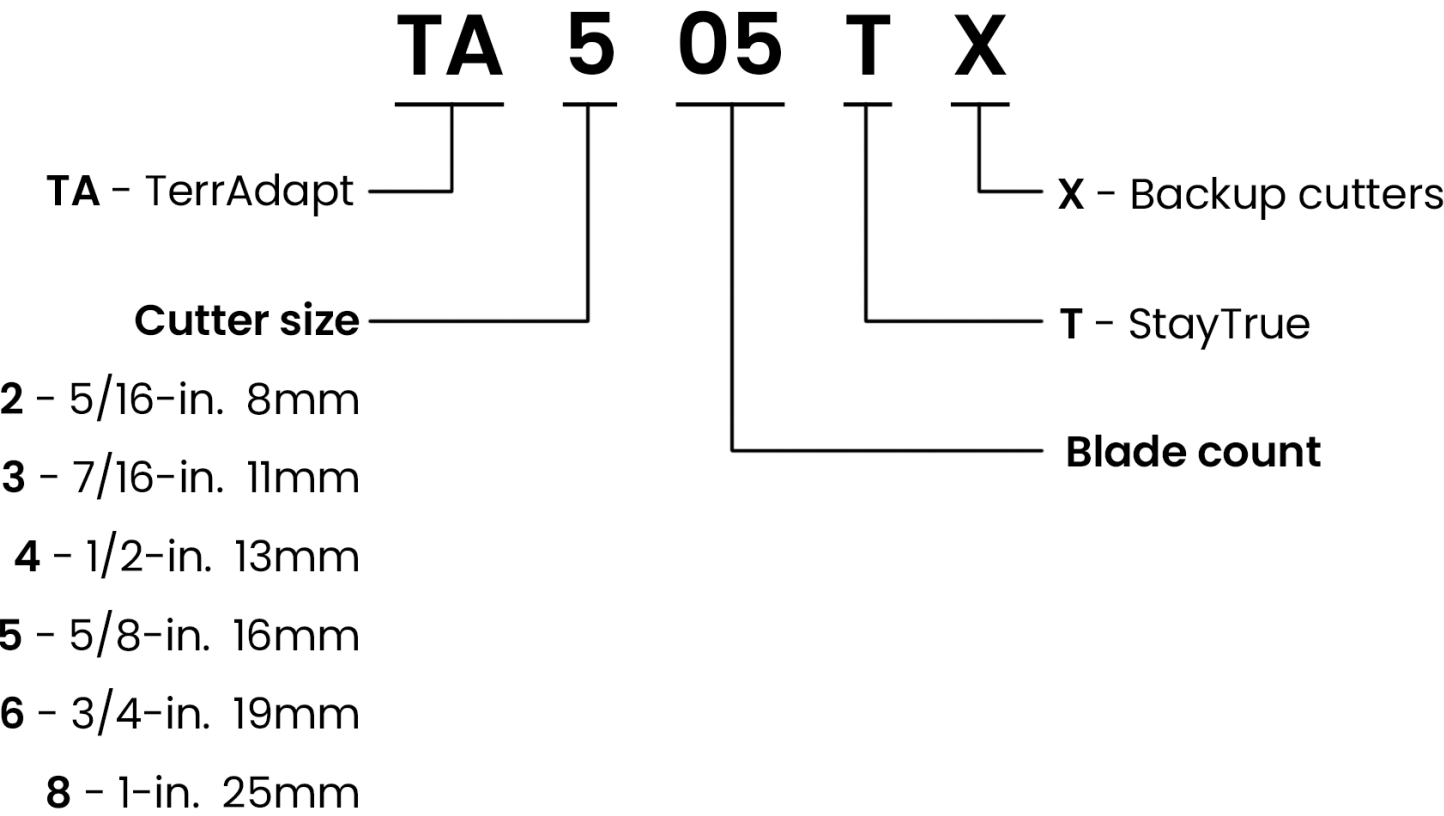 TA 5 05 T X
TA - TerrAdapt
X - Backup cutters
Cutter size
T - StayTrue
2 - 5/16-in. 8mm
Blade count
3 - 7/16-in. 11mm
4 - 1/2-in. 13mm
5 - 5/8-in. 16mm
6 - 3/4-in. 19mm
8 - 1-in. 25mm